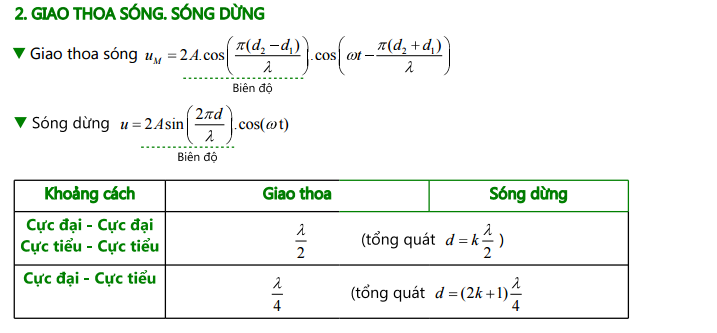 2. GIAO THOA SÓNG. SÓNG DỪNG
▼ Giao thoa sóng $u_M = 2A.\cos\left(\frac{\pi(d_2-d_1)}{\lambda}\right).\cos\left(\omega t-\frac{\pi(d_2+d_1)}{\lambda}\right)$
Biên độ
▼ Sóng dừng $u = 2A\sin\left(\frac{2\pi d}{\lambda}\right).\cos(\omega t)$
Biên độ
Khoảng cách Giao thoa Sóng dừng
Cực đại - Cực đại
Cực tiểu - Cực tiểu
$\frac{\lambda}{2}$ (tổng quát $d = k\frac{\lambda}{2}$ )
Cực đại - Cực tiểu
$\frac{\lambda}{4}$ (tổng quát $d = (2k+1)\frac{\lambda}{4}$